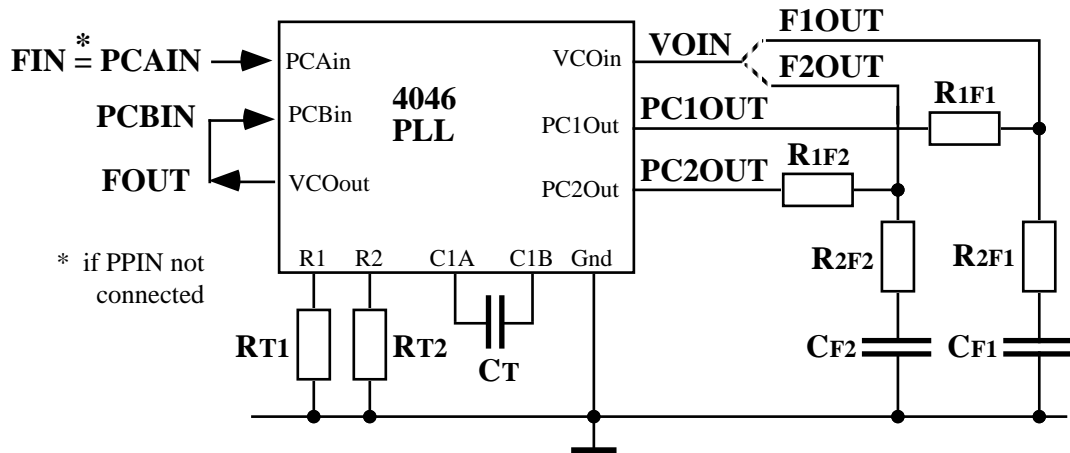 F1OUT
*
FIN = PCAIN
PCAin
VCOin
VOIN
F2OUT
4046
PLL
PCBIN
PCBin
PC1Out
PC1OUT
R1F1
R1F2
FOUT
VCOout
PC2Out
PC2OUT
R1 R2 C1A C1B Gnd
* if PPIN not
connected
R2F2
R2F1
RT1
RT2
CT
CF2
CF1